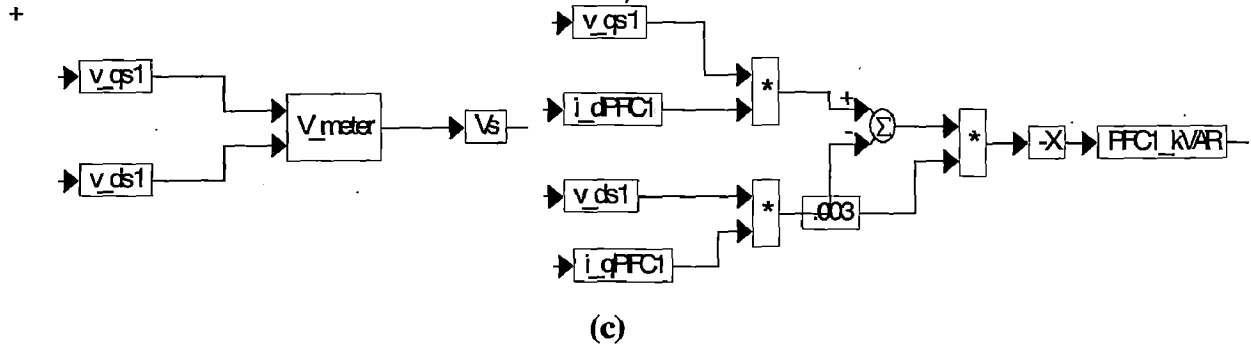 +
v_qs1
v_ds1
V_meter
Vs
v_qs1
i_dPFC1
*
v_ds1
i_qPFC1
*
+
-
Σ
.003
*
-X
PFC1_kVAR
(c)